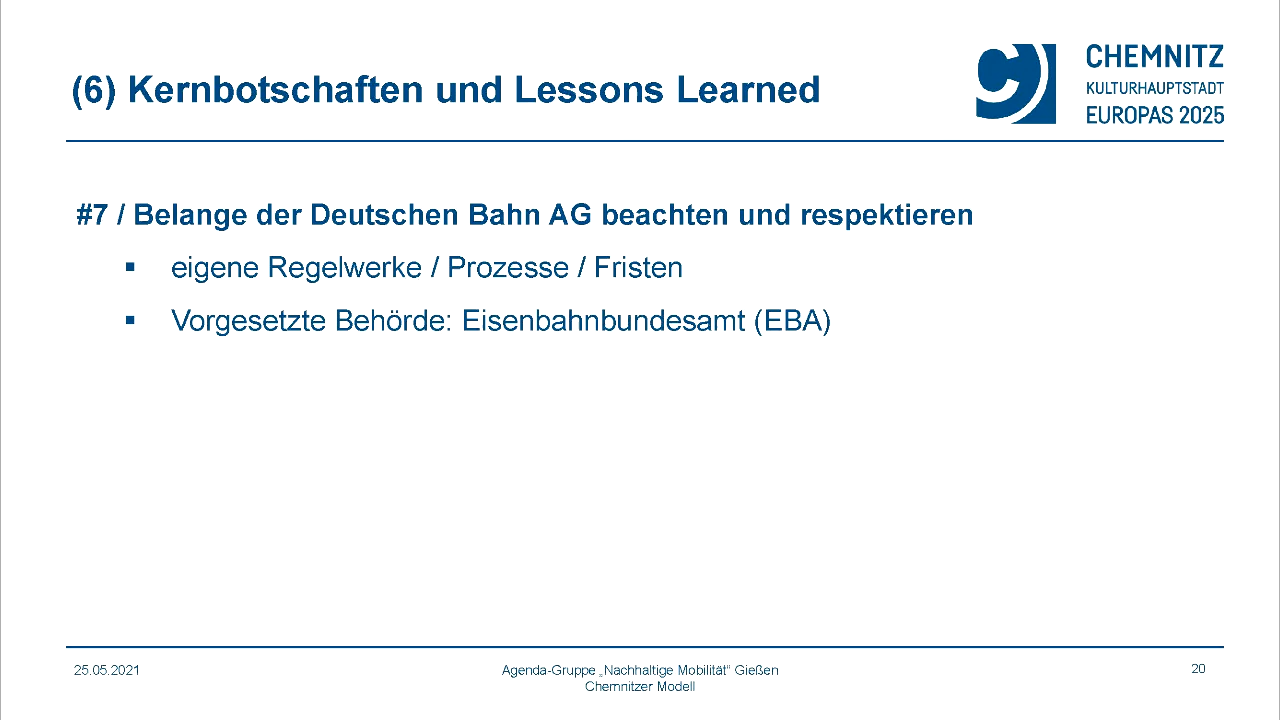 (6) Kernbotschaften und Lessons Learned
CHEMNITZ
KULTURHAUPTSTADT
EUROPAS 2025
#7 / Belange der Deutschen Bahn AG beachten und respektieren
▪ eigene Regelwerke / Prozesse / Fristen
▪ Vorgesetzte Behörde: Eisenbahnbundesamt (EBA)
25.05.2021
Agenda-Gruppe „Nachhaltige Mobilität“ Gießen
Chemnitzer Modell
20